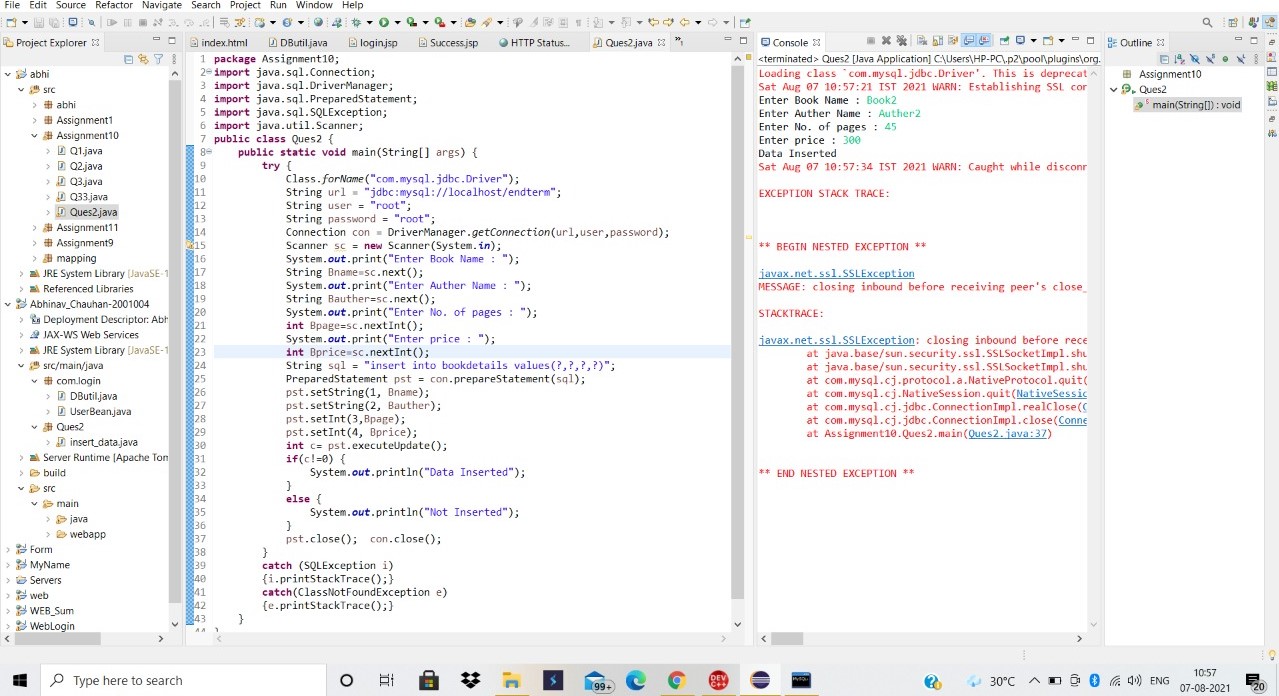 File Edit Source Refactor Navigate Search Project Run Window Help
Project Explorer
abhi
src
abhi
Assignment1
Assignment10
Q1.java
Q2.java
Q3.java
Q33.java
Ques2.java
Assignment11
Assignment9
mapping
JRE System Library [JavaSE-1
Referenced Libraries
Abhinav_Chauhan-2001004
Deployment Descriptor: Abh
JAX-WS Web Services
JRE System Library [JavaSE-1
src/main/java
com.login
DButil.java
UserBean.java
Ques2
insert_data.java
Server Runtime [Apache Tom
build
src
main
java
webapp
Form
MyName
Servers
web
WEB_Sum
WebLogin
index.html DButil.java login.jsp Success.jsp HTTP Status... Ques2.java
1 package Assignment10;
2 import java.sql.Connection;
3 import java.sql.DriverManager;
4 import java.sql.PreparedStatement;
5 import java.sql.SQLException;
6 import java.util.Scanner;
7 public class Ques2 {
8 public static void main(String[] args) {
9 try {
10 Class.forName("com.mysql.jdbc.Driver");
11 String url = "jdbc:mysql://localhost/endterm";
12 String user = "root";
13 String password = "root";
14 Connection con = DriverManager.getConnection(url,user,password);
15 Scanner sc = new Scanner(System.in);
16 System.out.print("Enter Book Name : ");
17 String Bname=sc.next();
18 System.out.print("Enter Auther Name : ");
19 String Bauther=sc.next();
20 System.out.print("Enter No. of pages : ");
21 int Bpage=sc.nextInt();
22 System.out.print("Enter price : ");
23 int Bprice=sc.nextInt();
24 String sql = "insert into bookdetails values(?,?,?,?)";
25 PreparedStatement pst = con.prepareStatement(sql);
26 pst.setString(1, Bname);
27 pst.setString(2, Bauther);
28 pst.setInt(3,Bpage);
29 pst.setInt(4, Bprice);
30 int c= pst.executeUpdate();
31 if(c!=0) {
32 System.out.println("Data Inserted");
33 }
34 else {
35 System.out.println("Not Inserted");
36 }
37 pst.close(); con.close();
38 }
39 catch (SQLException i)
40 {i.printStackTrace();}
41 catch(ClassNotFoundException e)
42 {e.printStackTrace();}
43 }
44 }
Console
<terminated> Ques2 [Java Application] C:\Users\HP-PC\.p2\pool\plugins\org.
Loading class `com.mysql.jdbc.Driver'. This is deprecat
Sat Aug 07 10:57:21 IST 2021 WARN: Establishing SSL con
Enter Book Name : Book2
Enter Auther Name : Auther2
Enter No. of pages : 45
Enter price : 300
Data Inserted
Sat Aug 07 10:57:34 IST 2021 WARN: Caught while disconn
EXCEPTION STACK TRACE:
** BEGIN NESTED EXCEPTION **
javax.net.ssl.SSLException
MESSAGE: closing inbound before receiving peer's close_
STACKTRACE:
javax.net.ssl.SSLException: closing inbound before rece
at java.base/sun.security.ssl.SSLSocketImpl.shu
at java.base/sun.security.ssl.SSLSocketImpl.shu
at com.mysql.cj.protocol.a.NativeProtocol.quit(
at com.mysql.cj.NativeSession.quit(NativeSessic
at com.mysql.cj.jdbc.ConnectionImpl.realClose(C
at com.mysql.cj.jdbc.ConnectionImpl.close(Conne
at Assignment10.Ques2.main(Ques2.java:37)
** END NESTED EXCEPTION **
Outline
Assignment10
Ques2
main(String[]) : void
Type here to search
99+
DEV C++
MySQL
30°C
ENG
10:57
07-08-2021
20